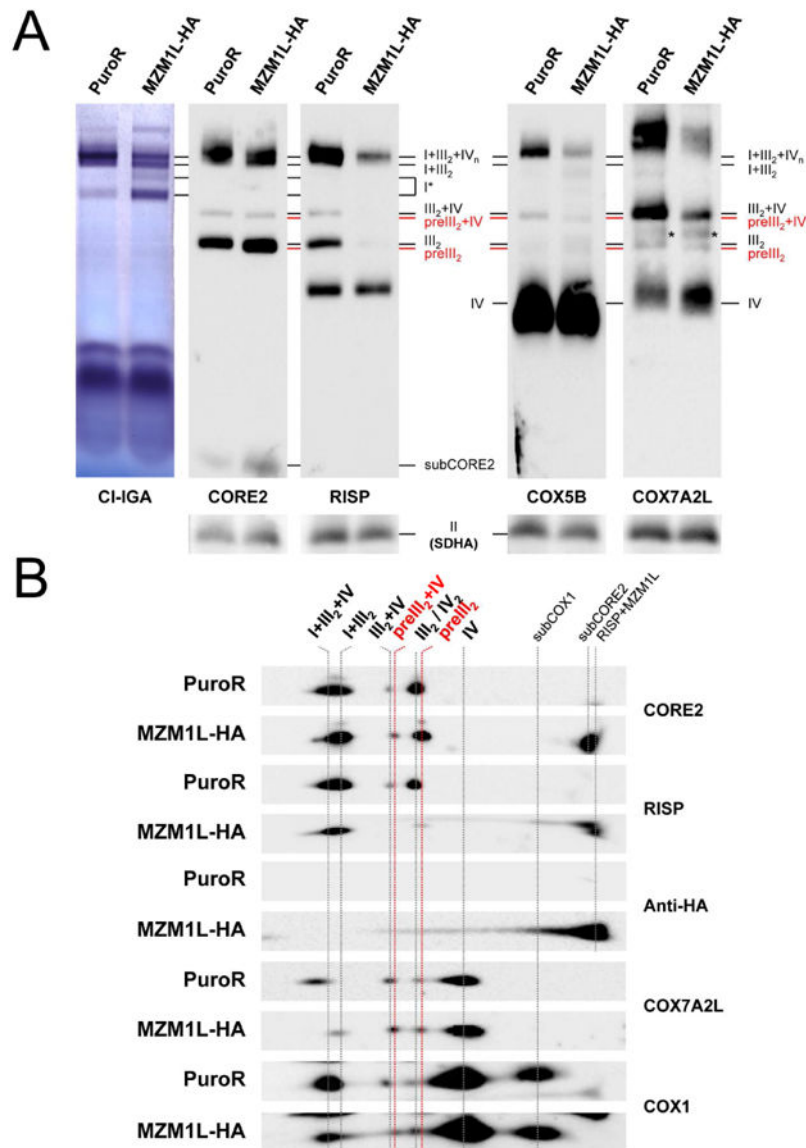 A
PuroR MZM1L-HA PuroR MZM1L-HA PuroR MZM1L-HA PuroR MZM1L-HA PuroR MZM1L-HA
I+III₂+IVₙ I+III₂+IVₙ
I+III₂ I+III₂
I* I*
III₂+IV III₂+IV
preIII₂+IV preIII₂+IV
* *
III₂ III₂
preIII₂ preIII₂
IV IV
subCORE2
CI-IGA CORE2 RISP COX5B COX7A2L
II
(SDHA)
B
I+III₂+IV I+III₂ III₂+IV preIII₂+IV III₂ / IV₂ preIII₂ IV subCOX1 subCORE2 RISP+MZM1L
PuroR
CORE2
MZM1L-HA
PuroR
RISP
MZM1L-HA
PuroR
Anti-HA
MZM1L-HA
PuroR
COX7A2L
MZM1L-HA
PuroR
COX1
MZM1L-HA